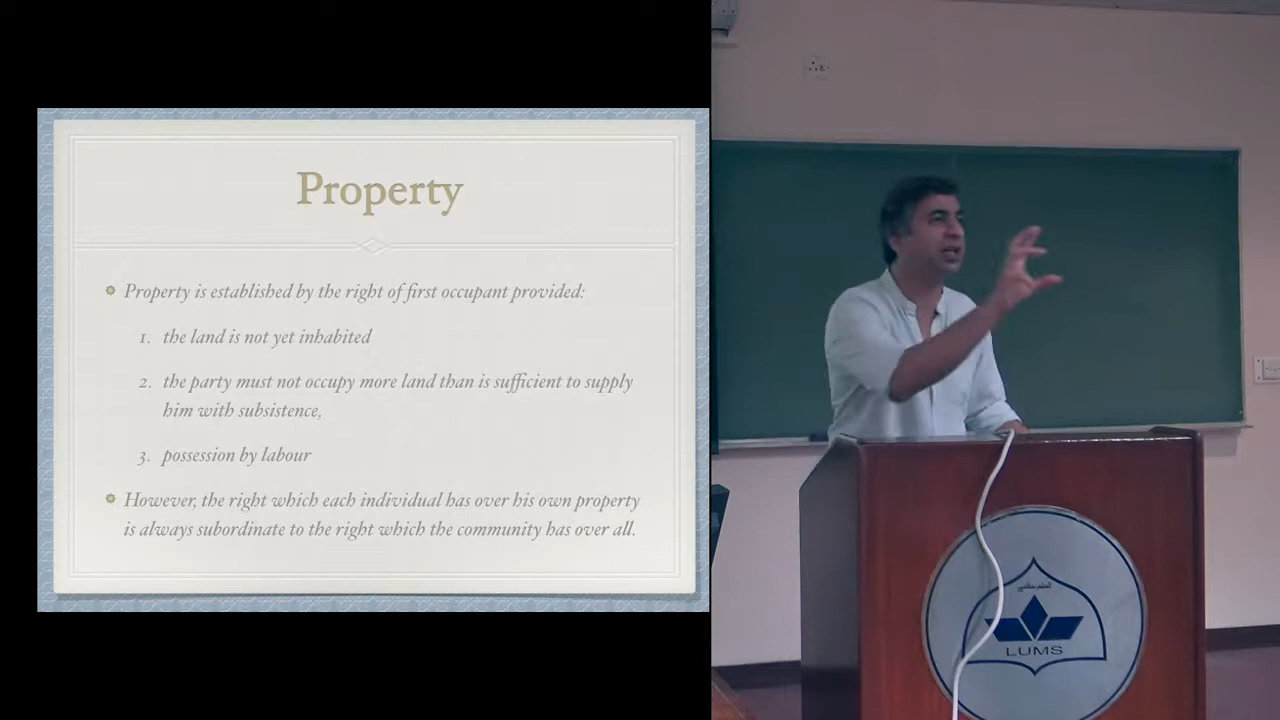 Property
Property is established by the right of first occupant provided:
1. the land is not yet inhabited
2. the party must not occupy more land than is sufficient to supply
him with subsistence,
3. possession by labour
However, the right which each individual has over his own property
is always subordinate to the right which the community has over all.
LUMS